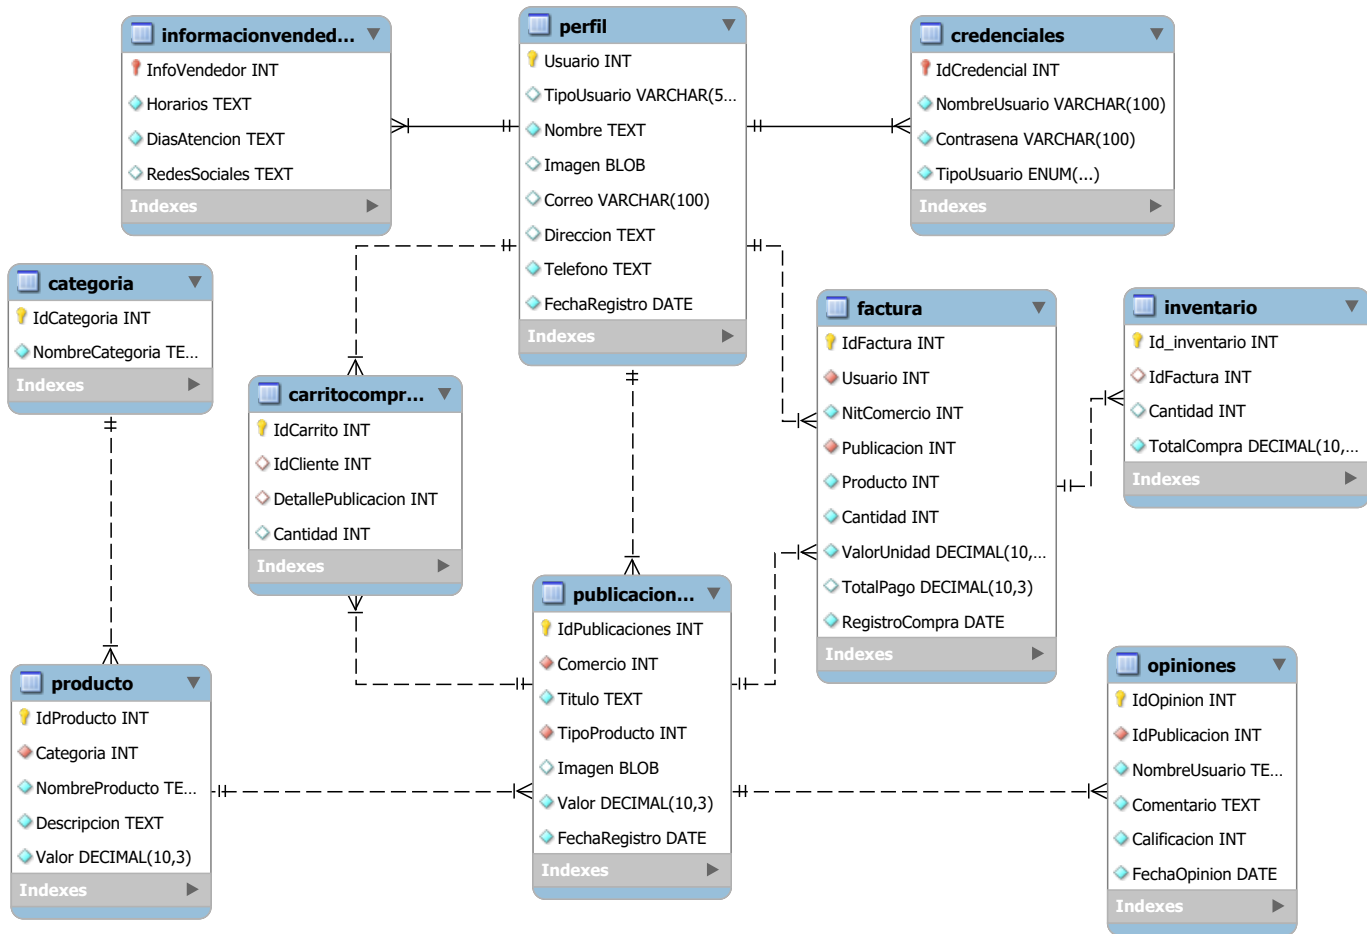 informacionvended...
InfoVendedor INT
Horarios TEXT
DiasAtencion TEXT
RedesSociales TEXT
Indexes
perfil
Usuario INT
TipoUsuario VARCHAR(5...
Nombre TEXT
Imagen BLOB
Correo VARCHAR(100)
Direccion TEXT
Telefono TEXT
FechaRegistro DATE
Indexes
credenciales
IdCredencial INT
NombreUsuario VARCHAR(100)
Contrasena VARCHAR(100)
TipoUsuario ENUM(...)
Indexes
categoria
IdCategoria INT
NombreCategoria TE...
Indexes
carritocompr...
IdCarrito INT
IdCliente INT
DetallePublicacion INT
Cantidad INT
Indexes
factura
IdFactura INT
Usuario INT
NitComercio INT
Publicacion INT
Producto INT
Cantidad INT
ValorUnidad DECIMAL(10,...
TotalPago DECIMAL(10,3)
RegistroCompra DATE
Indexes
inventario
Id_inventario INT
IdFactura INT
Cantidad INT
TotalCompra DECIMAL(10,...
Indexes
producto
IdProducto INT
Categoria INT
NombreProducto TE...
Descripcion TEXT
Valor DECIMAL(10,3)
Indexes
publicacion...
IdPublicaciones INT
Comercio INT
Titulo TEXT
TipoProducto INT
Imagen BLOB
Valor DECIMAL(10,3)
FechaRegistro DATE
Indexes
opiniones
IdOpinion INT
IdPublicacion INT
NombreUsuario TE...
Comentario TEXT
Calificacion INT
FechaOpinion DATE
Indexes